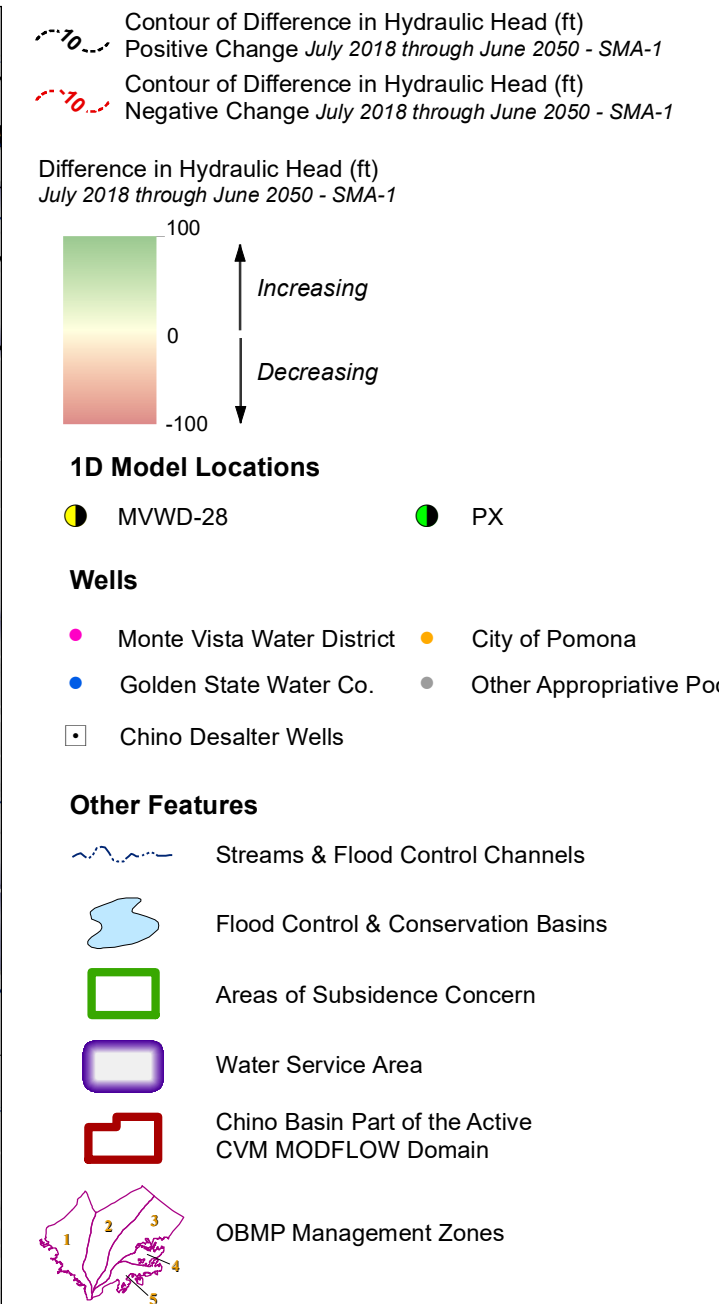 10
Contour of Difference in Hydraulic Head (ft)
Positive Change July 2018 through June 2050 - SMA-1
10
Contour of Difference in Hydraulic Head (ft)
Negative Change July 2018 through June 2050 - SMA-1
Difference in Hydraulic Head (ft)
July 2018 through June 2050 - SMA-1
100
Increasing
0
Decreasing
-100
1D Model Locations
MVWD-28
PX
Wells
Monte Vista Water District
City of Pomona
Golden State Water Co.
Other Appropriative
Chino Desalter Wells
Other Features
Streams & Flood Control Channels
Flood Control & Conservation Basins
Areas of Subsidence Concern
Water Service Area
Chino Basin Part of the Active
CVM MODFLOW Domain
1
2
3
4
5
OBMP Management Zones